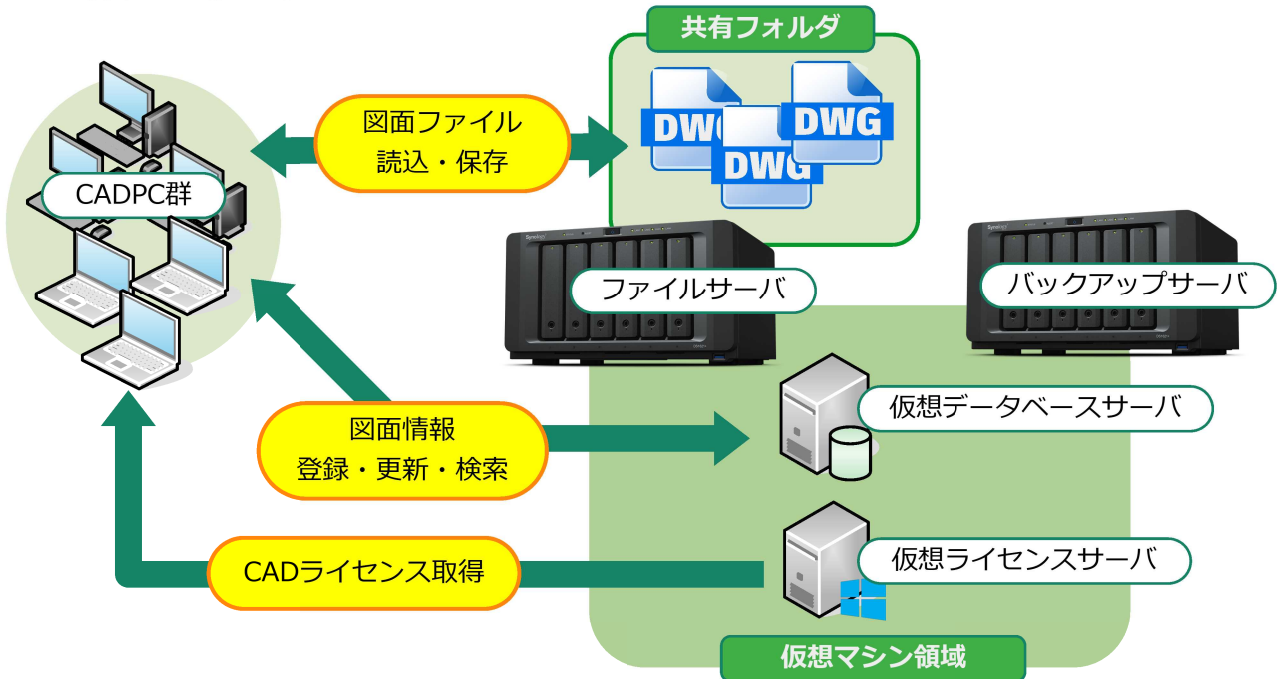 共有フォルダ
DWG
DWG
DWG
図面ファイル
読込・保存
CADPC群
Synology
ファイルサーバ
Synology
バックアップサーバ
仮想データベースサーバ
図面情報
登録・更新・検索
仮想ライセンスサーバ
CADライセンス取得
仮想マシン領域